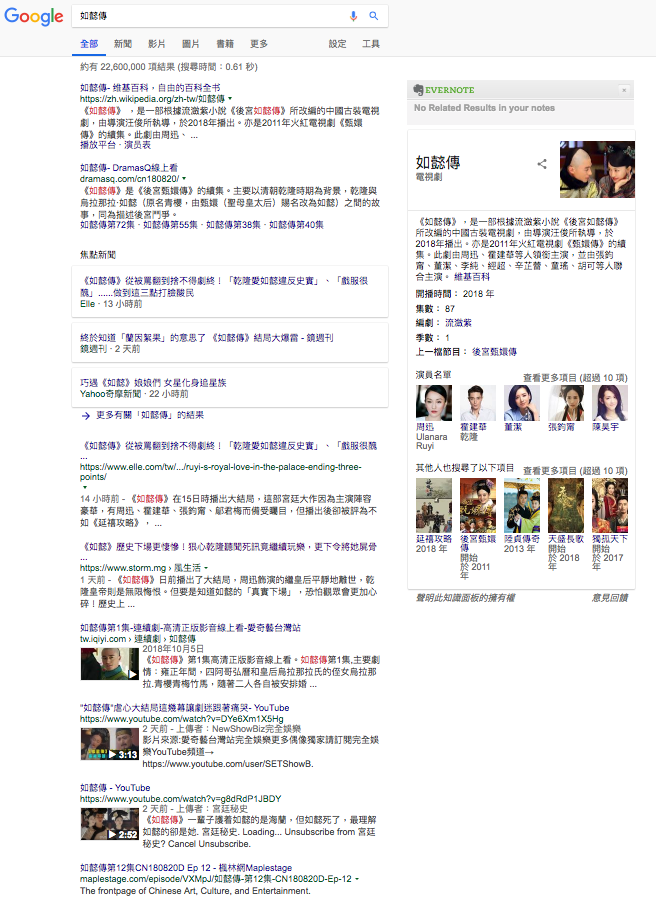 Google
如懿傳
全部 新聞 影片 圖片 書籍 更多 設定 工具
約有 22,600,000 項結果 (搜尋時間：0.61 秒)
如懿傳- 維基百科，自由的百科全书
https://zh.wikipedia.org/zh-tw/如懿傳
《如懿傳》 ，是一部根據流瀲紫小說《後宮如懿傳》所改編的中國古裝電視
劇，由導演汪俊所執導，於2018年播出。亦是2011年火紅電視劇《甄嬛
傳》的續集。此劇由周迅、 ...
播放平台 · 演員表
如懿傳- DramasQ線上看
dramasq.com/cn180820/
《如懿傳》是《後宮甄嬛傳》的續集。主要以清朝乾隆時期為背景，乾隆與
烏拉那拉·如懿（原名青櫻，由甄嬛（聖母皇太后）賜名改為如懿）之間的故
事，同為描述後宮鬥爭。
如懿傳第72集 · 如懿傳第55集 · 如懿傳第38集 · 如懿傳第40集
焦點新聞
《如懿傳》從被罵翻到捨不得劇終！「乾隆愛如懿違反史實」、「戲服很
醜」......做到這三點打臉酸民
Elle · 13 小時前
終於知道「蘭因絮果」的意思了 《如懿傳》結局大爆雷 - 鏡週刊
鏡週刊 · 2 天前
巧遇《如懿》娘娘們 女星化身追星族
Yahoo奇摩新聞 · 22 小時前
→ 更多有關「如懿傳」的結果
《如懿傳》從被罵翻到捨不得劇終！「乾隆愛如懿違反史實」、「戲服很醜
...
https://www.elle.com/tw/.../ruyi-s-royal-love-in-the-palace-ending-three-
points/
14 小時前 - 《如懿傳》在15日時播出大結局，這部宮廷大作因為主演陣容
豪華，有周迅、霍建華、張鈞甯、鄔君梅而備受矚目，但播出後卻被評為不
如《延禧攻略》， ...
《如懿》歷史下場更悽慘！狠心乾隆聽聞死訊竟繼續玩樂，更下令將她屍骨
...
https://www.storm.mg › 風生活
1 天前 - 《如懿傳》日前播出了大結局，周迅飾演的繼皇后平靜地離世，乾
隆皇帝則是無限悔恨。但要是知道如懿的「真實下場」，恐怕觀眾會更加心
碎！歷史上 ...
如懿傳第1集-連續劇-高清正版影音線上看-愛奇藝台灣站
tw.iqiyi.com › 連續劇 › 如懿傳
2018年10月5日
《如懿傳》第1集高清正版影音線上看。如懿傳第1集,主要劇
情：雍正年間，四阿哥弘曆和皇后烏拉那拉氏的侄女烏拉那
拉.青櫻青梅竹馬，隨著二人各自被安排婚 ...
"如懿傳"虐心大結局這幾幕讓劇迷跟著痛哭- YouTube
https://www.youtube.com/watch?v=DYe6Xm1X5Hg
3:13
2 天前 - 上傳者：NewShowBiz完全娛樂
影片來源:愛奇藝台灣站完全娛樂更多偶像獨家請訂閱完全娛
樂YouTube頻道→
https://www.youtube.com/user/SETShowB.
如懿傳 - YouTube
https://www.youtube.com/watch?v=g8dRdP1JBDY
2:52
2 天前 - 上傳者：宮廷秘史
《如懿傳》一輩子護着如懿的是海蘭，但如懿死了，最理解
如懿的卻是她. 宮廷秘史. Loading... Unsubscribe from 宮廷
秘史? Cancel Unsubscribe.
如懿傳第12集CN180820D Ep 12 - 楓林網Maplestage
maplestage.com/episode/VXMpJ/如懿傳-第12集-CN180820D-Ep-12
The frontpage of Chinese Art, Culture, and Entertainment.
EVERNOTE
No Related Results in your notes
如懿傳
電視劇
《如懿傳》，是一部根據流瀲紫小說《後宮如懿傳》
所改編的中國古裝電視劇，由導演汪俊所執導，於
2018年播出。亦是2011年火紅電視劇《甄嬛傳》的續
集。此劇由周迅、霍建華等人領銜主演，並由張鈞
甯、董潔、李純、經超、辛芷蕾、童瑤、胡可等人聯
合主演。 維基百科
開播時間： 2018 年
集數： 87
編劇： 流瀲紫
季數： 1
上一檔節目： 後宮甄嬛傳
演員名單 查看更多項目 (超過 10 項)
周迅 霍建華 董潔 張鈞甯 陳昊宇
Ulanara 乾隆
Ruyi
其他人也搜尋了以下項目 查看更多項目 (超過 10 項)
延禧攻略 後宮甄嬛 陸貞傳奇 天盛長歌 獨孤天下
2018 年 傳 2013 年 開始 開始
開始 於 2018 於 2017
於 2011 年 年
年
聲明此知識面板的擁有權 意見回饋